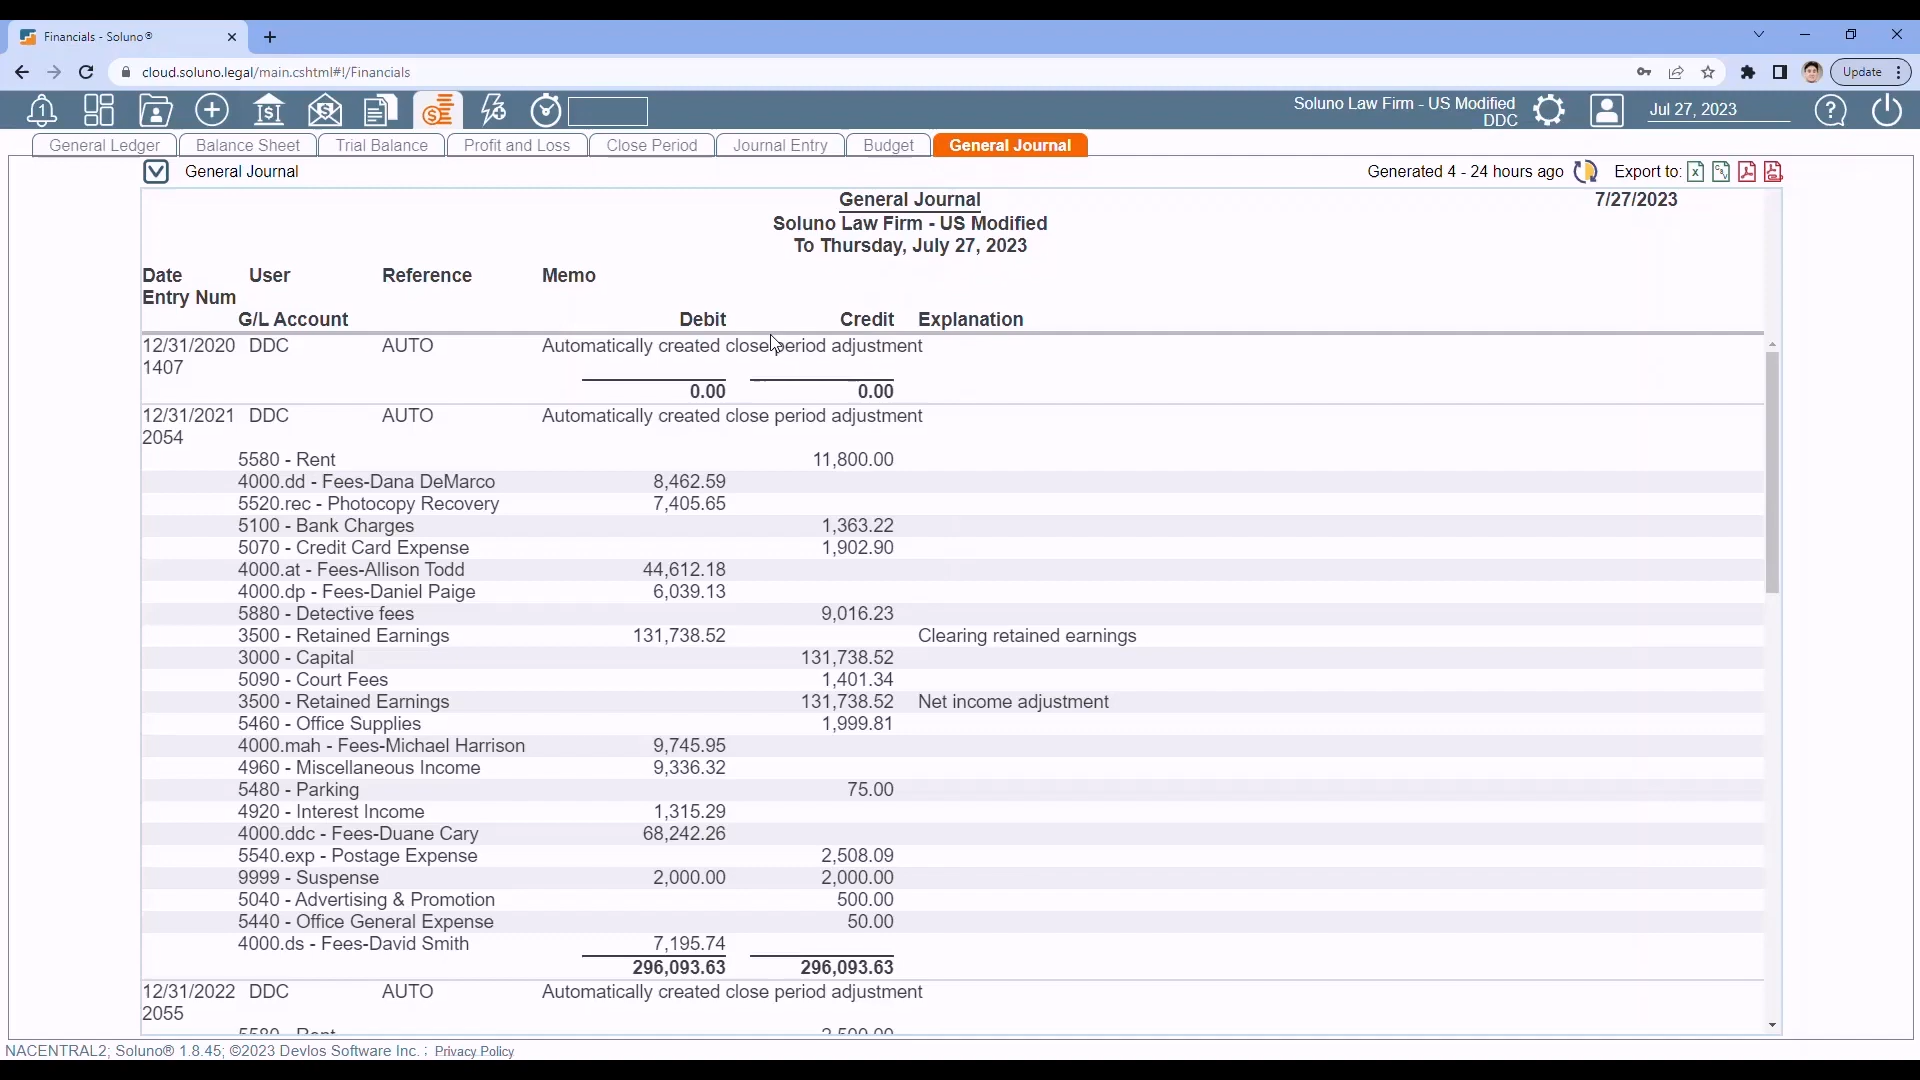 Financials - Soluno®
cloud.soluno.legal/main.cshtml#!/Financials
Update
1
Soluno Law Firm - US Modified
DDC
Jul 27, 2023
General Ledger
Balance Sheet
Trial Balance
Profit and Loss
Close Period
Journal Entry
Budget
General Journal
General Journal
Generated 4 - 24 hours ago
Export to:
General Journal
7/27/2023
Soluno Law Firm - US Modified
To Thursday, July 27, 2023
Date User Reference Memo
Entry Num
G/L Account Debit Credit Explanation
12/31/2020 DDC AUTO Automatically created close period adjustment
1407
0.00 0.00
12/31/2021 DDC AUTO Automatically created close period adjustment
2054
5580 - Rent 11,800.00
4000.dd - Fees-Dana DeMarco 8,462.59
5520.rec - Photocopy Recovery 7,405.65
5100 - Bank Charges 1,363.22
5070 - Credit Card Expense 1,902.90
4000.at - Fees-Allison Todd 44,612.18
4000.dp - Fees-Daniel Paige 6,039.13
5880 - Detective fees 9,016.23
3500 - Retained Earnings 131,738.52 Clearing retained earnings
3000 - Capital 131,738.52
5090 - Court Fees 1,401.34
3500 - Retained Earnings 131,738.52 Net income adjustment
5460 - Office Supplies 1,999.81
4000.mah - Fees-Michael Harrison 9,745.95
4960 - Miscellaneous Income 9,336.32
5480 - Parking 75.00
4920 - Interest Income 1,315.29
4000.ddc - Fees-Duane Cary 68,242.26
5540.exp - Postage Expense 2,508.09
9999 - Suspense 2,000.00 2,000.00
5040 - Advertising & Promotion 500.00
5440 - Office General Expense 50.00
4000.ds - Fees-David Smith 7,195.74
296,093.63 296,093.63
12/31/2022 DDC AUTO Automatically created close period adjustment
2055
5580 - Rent 2,500.00
NACENTRAL2; Soluno® 1.8.45; ©2023 Devlos Software Inc. ; Privacy Policy